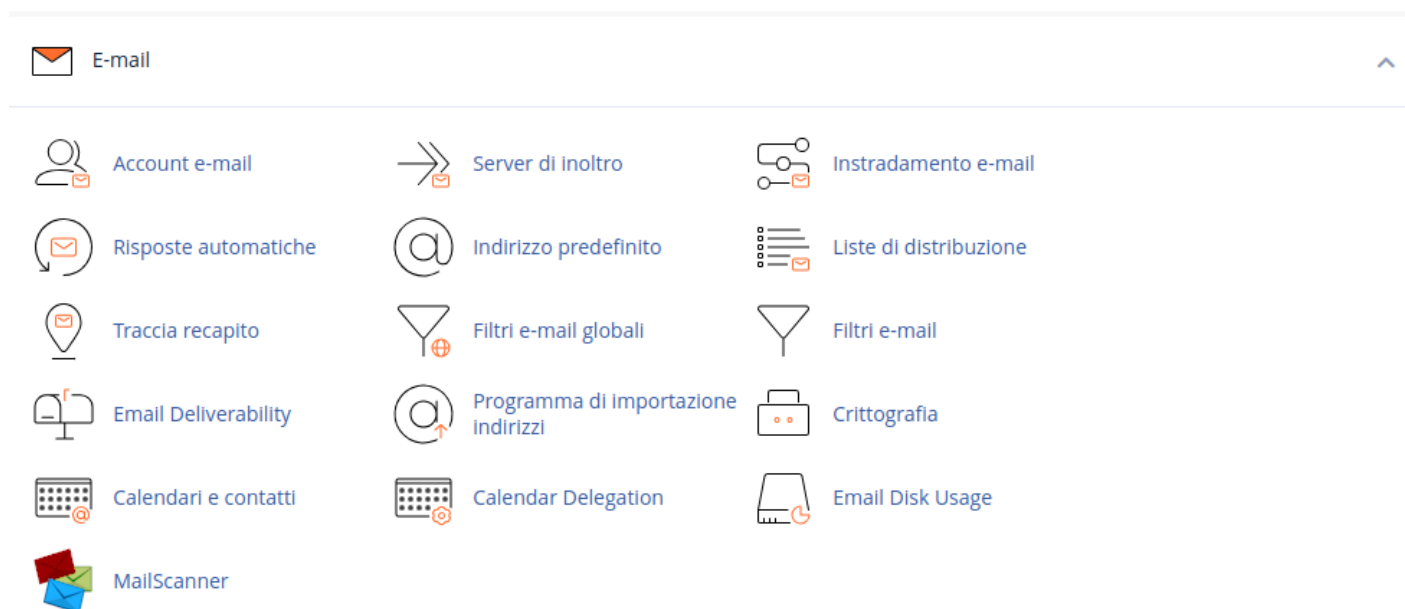 E-mail
Account e-mail
Server di inoltro
Instradamento e-mail
Risposte automatiche
Indirizzo predefinito
Liste di distribuzione
Traccia recapito
Filtri e-mail globali
Filtri e-mail
Email Deliverability
Programma di importazione
indirizzi
Crittografia
Calendari e contatti
Calendar Delegation
Email Disk Usage
MailScanner